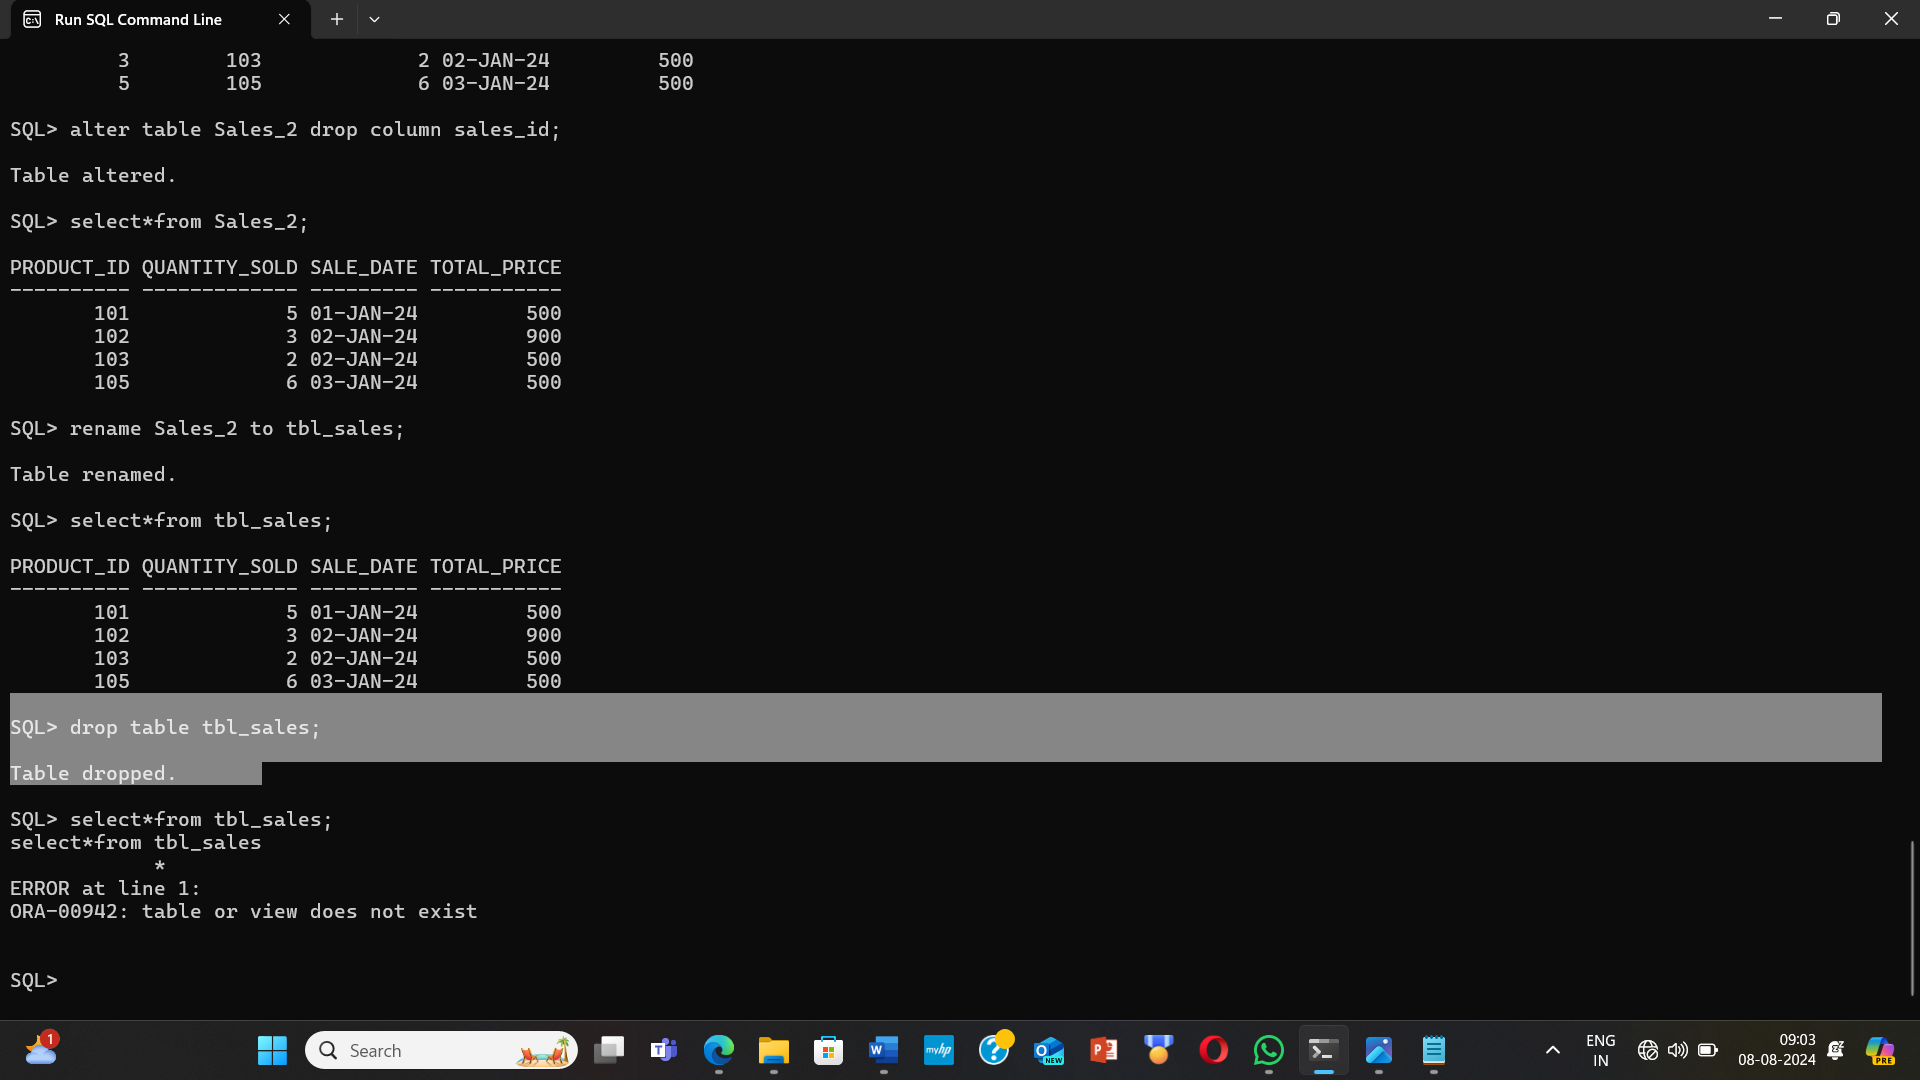 Run SQL Command Line
3 103 2 02-JAN-24 500
5 105 6 03-JAN-24 500
SQL> alter table Sales_2 drop column sales_id;
Table altered.
SQL> select*from Sales_2;
PRODUCT_ID QUANTITY_SOLD SALE_DATE TOTAL_PRICE
---------- ------------- --------- -----------
101 5 01-JAN-24 500
102 3 02-JAN-24 900
103 2 02-JAN-24 500
105 6 03-JAN-24 500
SQL> rename Sales_2 to tbl_sales;
Table renamed.
SQL> select*from tbl_sales;
PRODUCT_ID QUANTITY_SOLD SALE_DATE TOTAL_PRICE
---------- ------------- --------- -----------
101 5 01-JAN-24 500
102 3 02-JAN-24 900
103 2 02-JAN-24 500
105 6 03-JAN-24 500
SQL> drop table tbl_sales;
Table dropped.
SQL> select*from tbl_sales;
select*from tbl_sales
*
ERROR at line 1:
ORA-00942: table or view does not exist
SQL>
1
Search
T
W
myhp
?
O
NEW
P
ENG
IN
09:03
08-08-2024
PRE